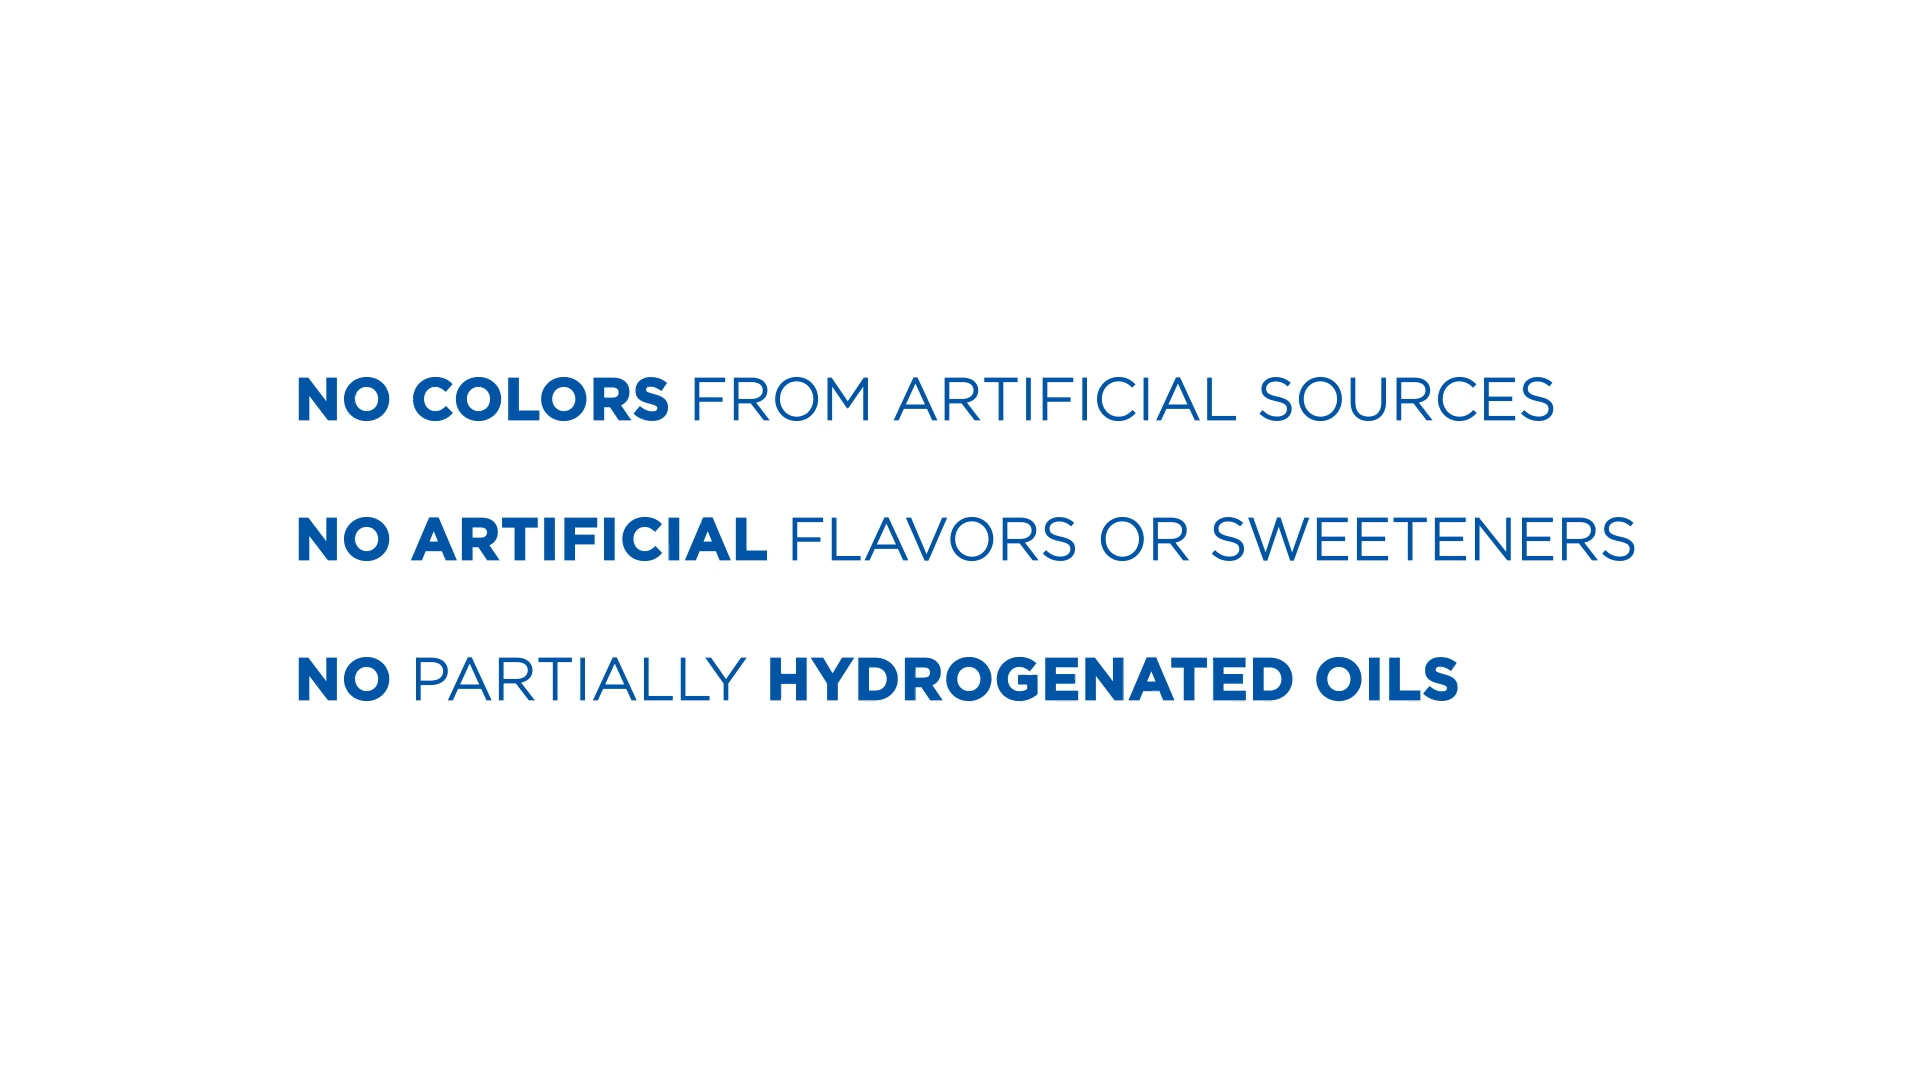 NO COLORS FROM ARTIFICIAL SOURCES
NO ARTIFICIAL FLAVORS OR SWEETENERS
NO PARTIALLY HYDROGENATED OILS